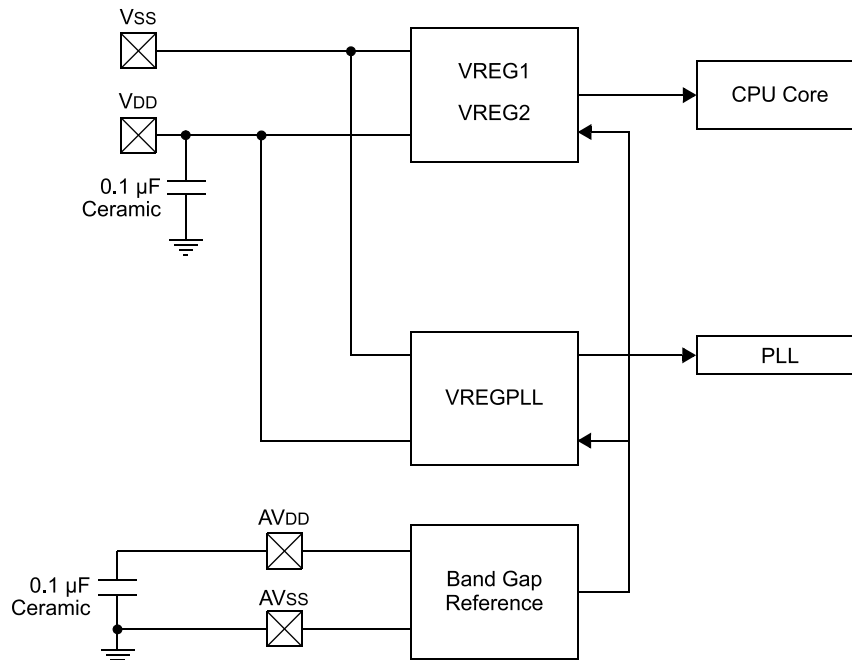 VSS
VREG1
VREG2
CPU Core
VDD
0.1 µF
Ceramic
VREGPLL
PLL
AVDD
0.1 µF
Ceramic
AVSS
Band Gap
Reference